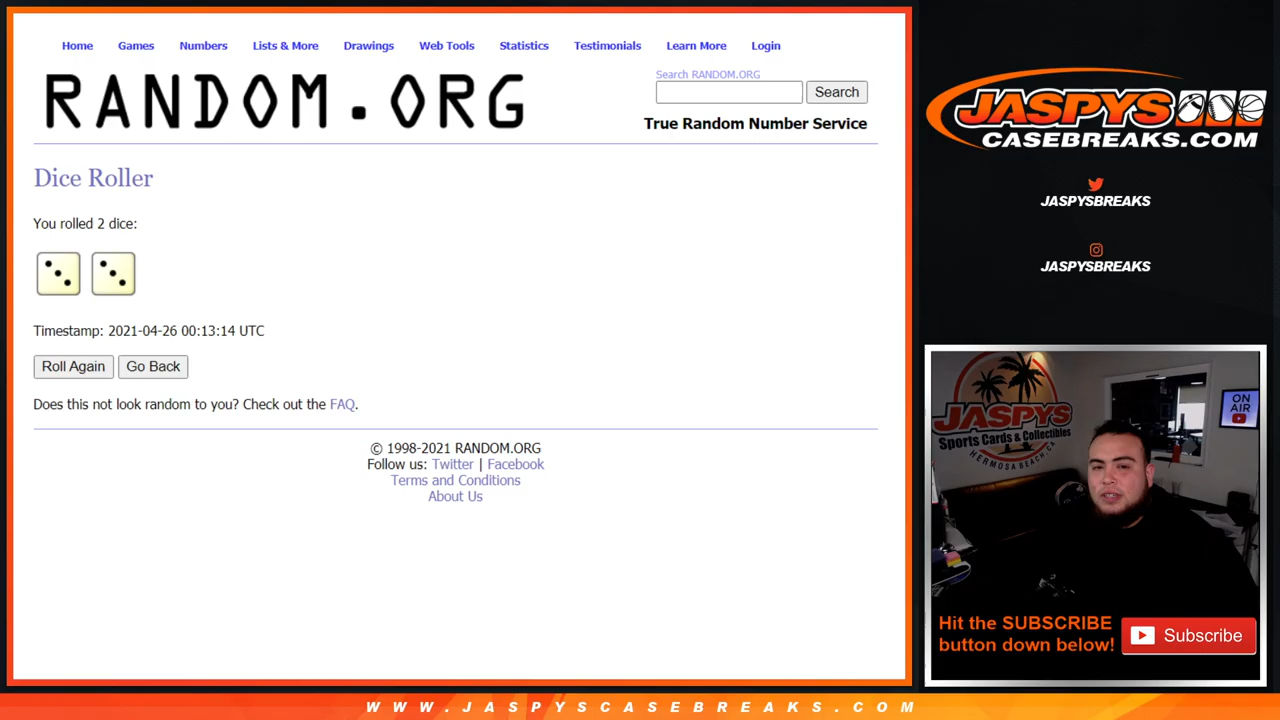 Home Games Numbers Lists & More Drawings Web Tools Statistics Testimonials Learn More Login
RANDOM.ORG
Search RANDOM.ORG
Search
True Random Number Service
Dice Roller
You rolled 2 dice:
Timestamp: 2021-04-26 00:13:14 UTC
Roll Again Go Back
Does this not look random to you? Check out the FAQ.
© 1998-2021 RANDOM.ORG
Follow us: Twitter | Facebook
Terms and Conditions
About Us
JASPYS
CASEBREAKS.COM
JASPYSBREAKS
JASPYSBREAKS
JASPYS
Sports Cards & Collectibles
HERMOSA BEACH, CA
ON
AIR
Hit the SUBSCRIBE
button down below!
Subscribe
WWW.JASPYSCASEBREAKS.COM